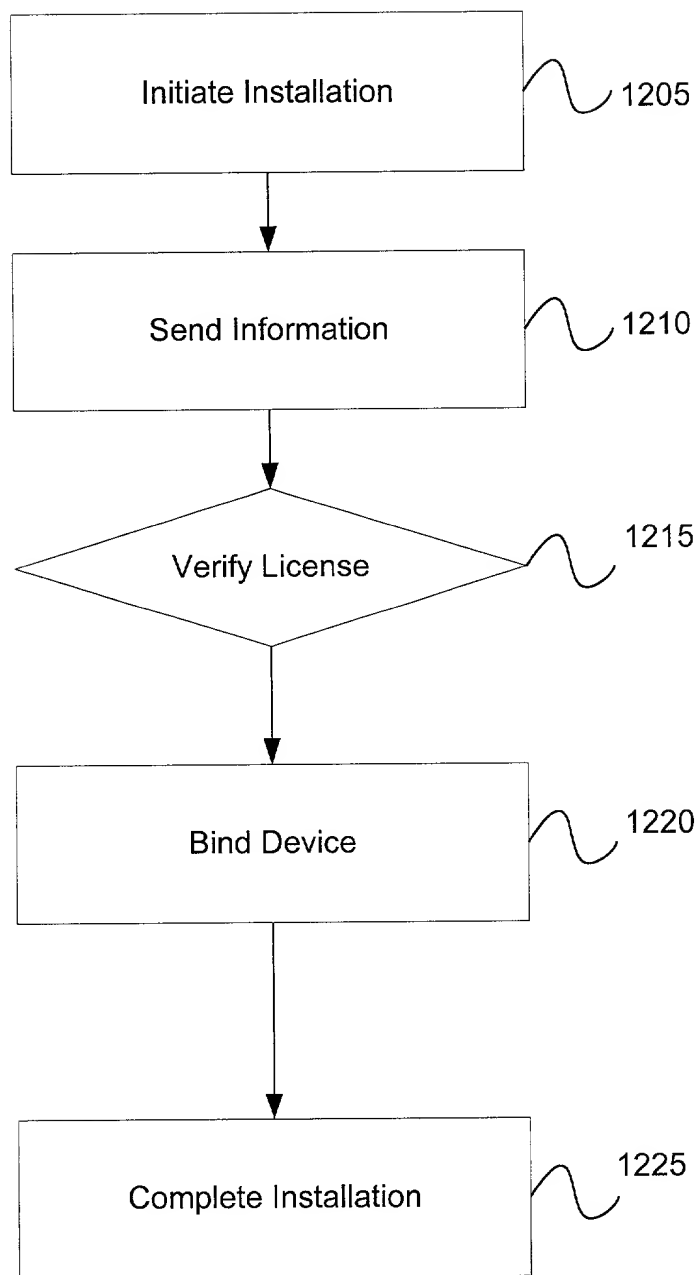 Initiate Installation
1205
Send Information
1210
Verify License
1215
Bind Device
1220
Complete Installation
1225